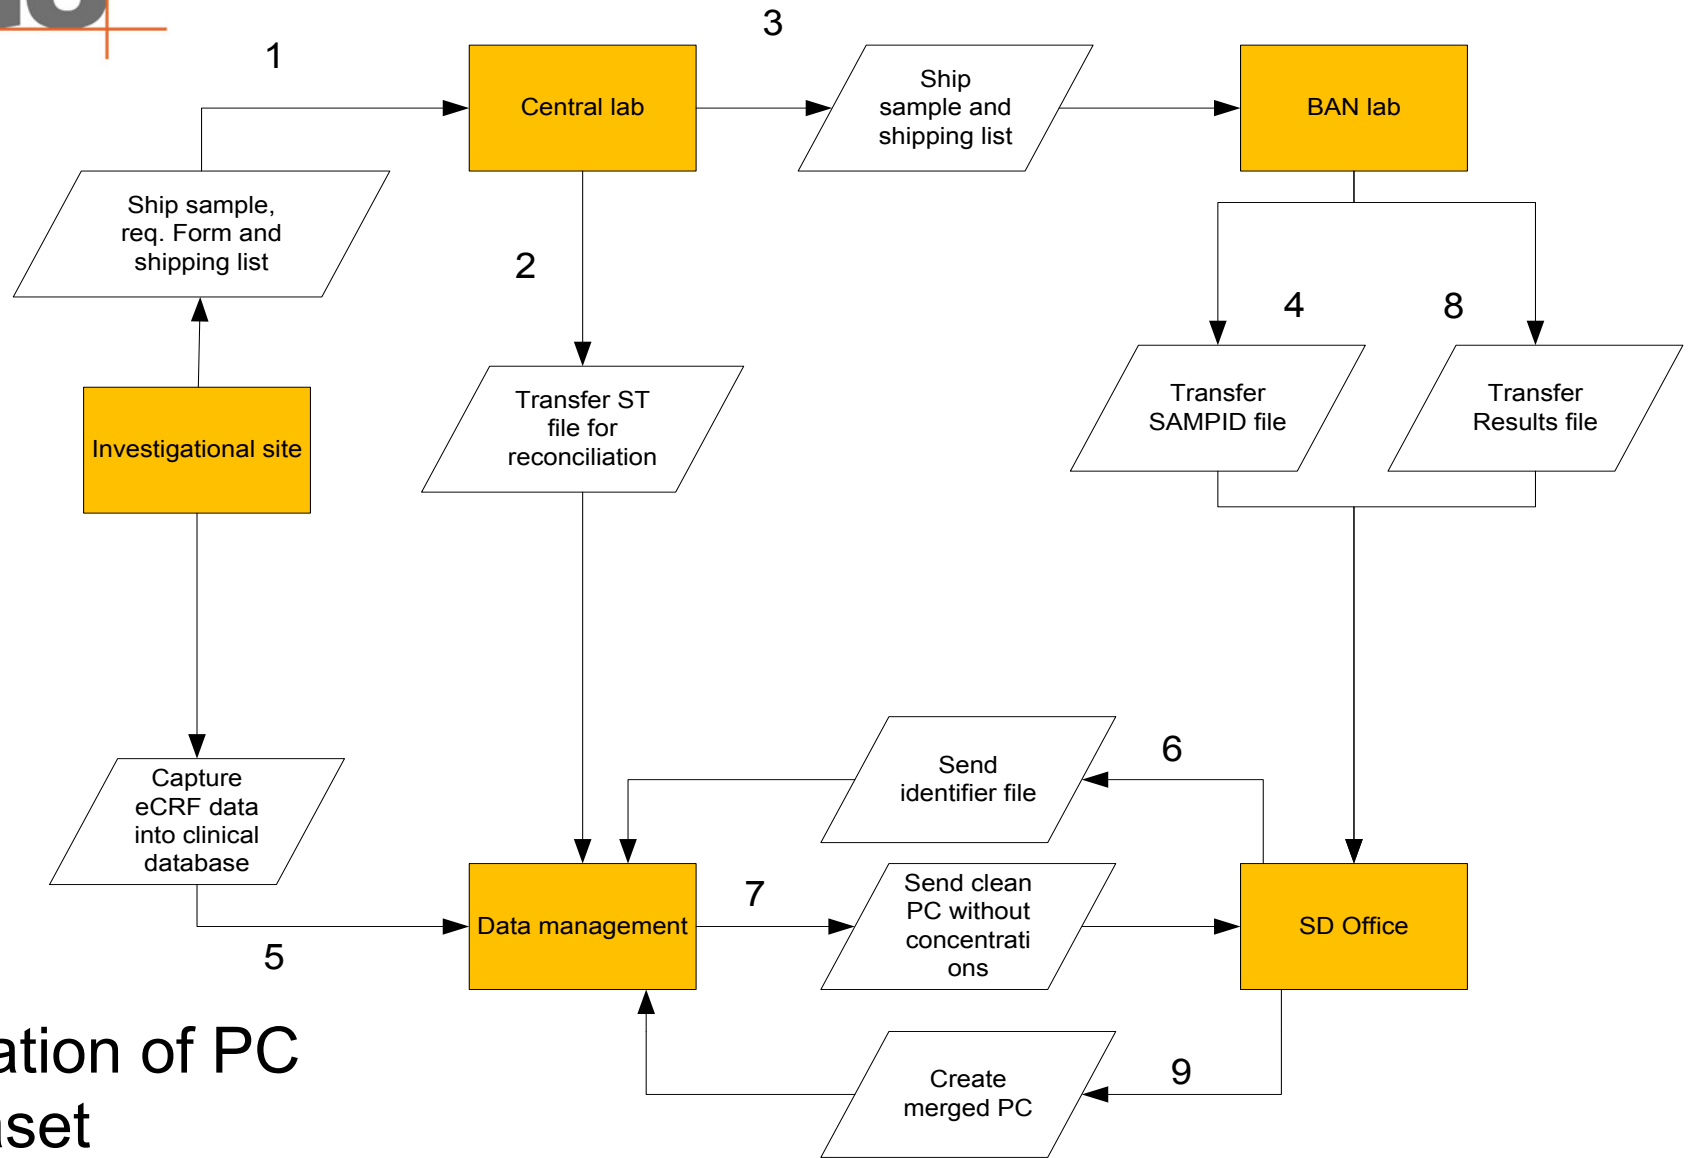 1
3
Central lab
Ship
sample and
shipping list
BAN lab
Ship sample,
req. Form and
shipping list
2
4
8
Transfer ST
file for
reconciliation
Transfer
SAMPID file
Transfer
Results file
Investigational site
6
Send
identifier file
Capture
eCRF data
into clinical
database
5
Data management
7
Send clean
PC without
concentrati
ons
SD Office
9
Create
merged PC
of PC